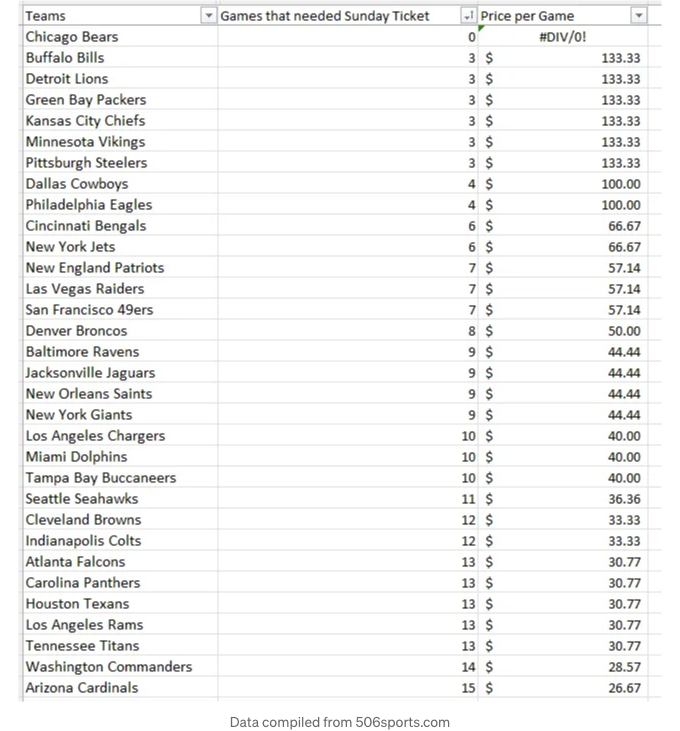 Teams Games that needed Sunday Ticket Price per Game
Chicago Bears 0 #DIV/0!
Buffalo Bills 3 $ 133.33
Detroit Lions 3 $ 133.33
Green Bay Packers 3 $ 133.33
Kansas City Chiefs 3 $ 133.33
Minnesota Vikings 3 $ 133.33
Pittsburgh Steelers 3 $ 133.33
Dallas Cowboys 4 $ 100.00
Philadelphia Eagles 4 $ 100.00
Cincinnati Bengals 6 $ 66.67
New York Jets 6 $ 66.67
New England Patriots 7 $ 57.14
Las Vegas Raiders 7 $ 57.14
San Francisco 49ers 7 $ 57.14
Denver Broncos 8 $ 50.00
Baltimore Ravens 9 $ 44.44
Jacksonville Jaguars 9 $ 44.44
New Orleans Saints 9 $ 44.44
New York Giants 9 $ 44.44
Los Angeles Chargers 10 $ 40.00
Miami Dolphins 10 $ 40.00
Tampa Bay Buccaneers 10 $ 40.00
Seattle Seahawks 11 $ 36.36
Cleveland Browns 12 $ 33.33
Indianapolis Colts 12 $ 33.33
Atlanta Falcons 13 $ 30.77
Carolina Panthers 13 $ 30.77
Houston Texans 13 $ 30.77
Los Angeles Rams 13 $ 30.77
Tennessee Titans 13 $ 30.77
Washington Commanders 14 $ 28.57
Arizona Cardinals 15 $ 26.67
Data compiled from 506sports.com